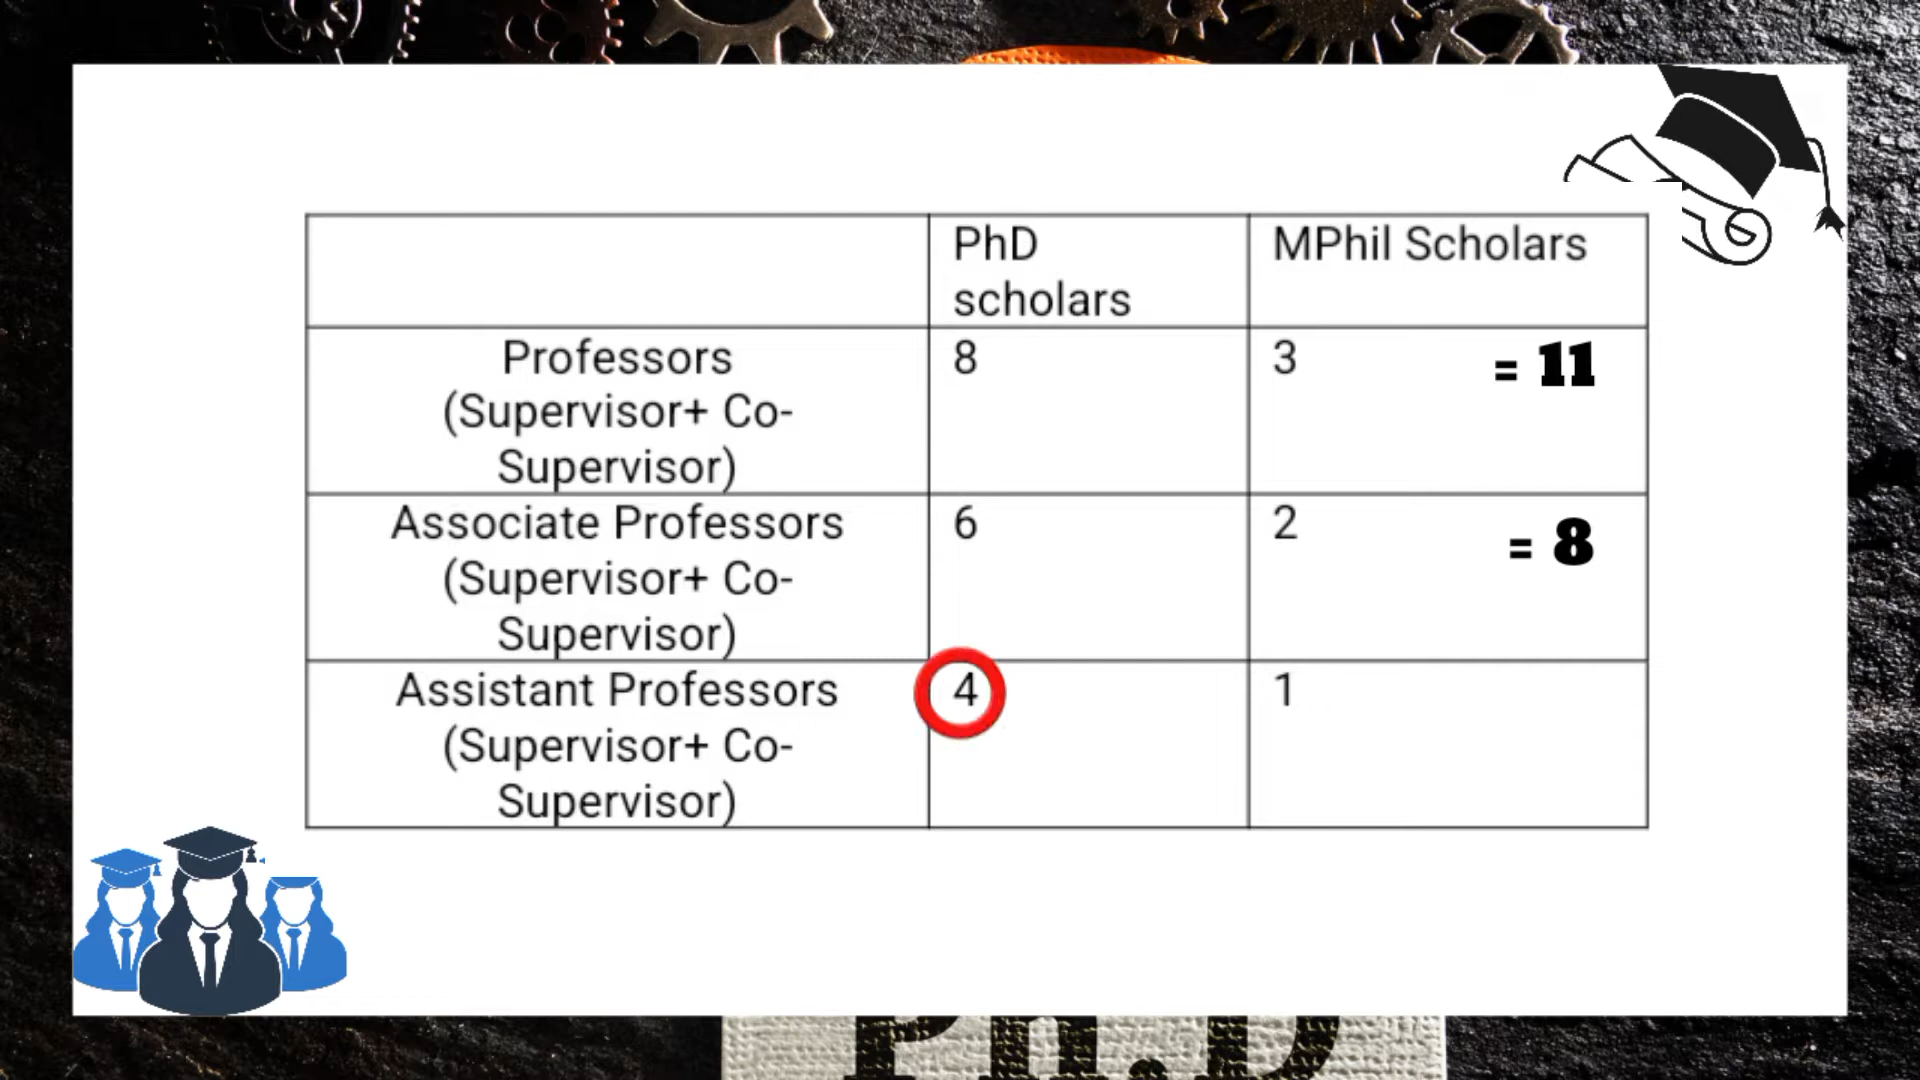 PhD
scholars
MPhil Scholars
Professors
(Supervisor+ Co-
Supervisor)
8
3
= 11
Associate Professors
(Supervisor+ Co-
Supervisor)
6
2
= 8
Assistant Professors
(Supervisor+ Co-
Supervisor)
4
1
Ph.D